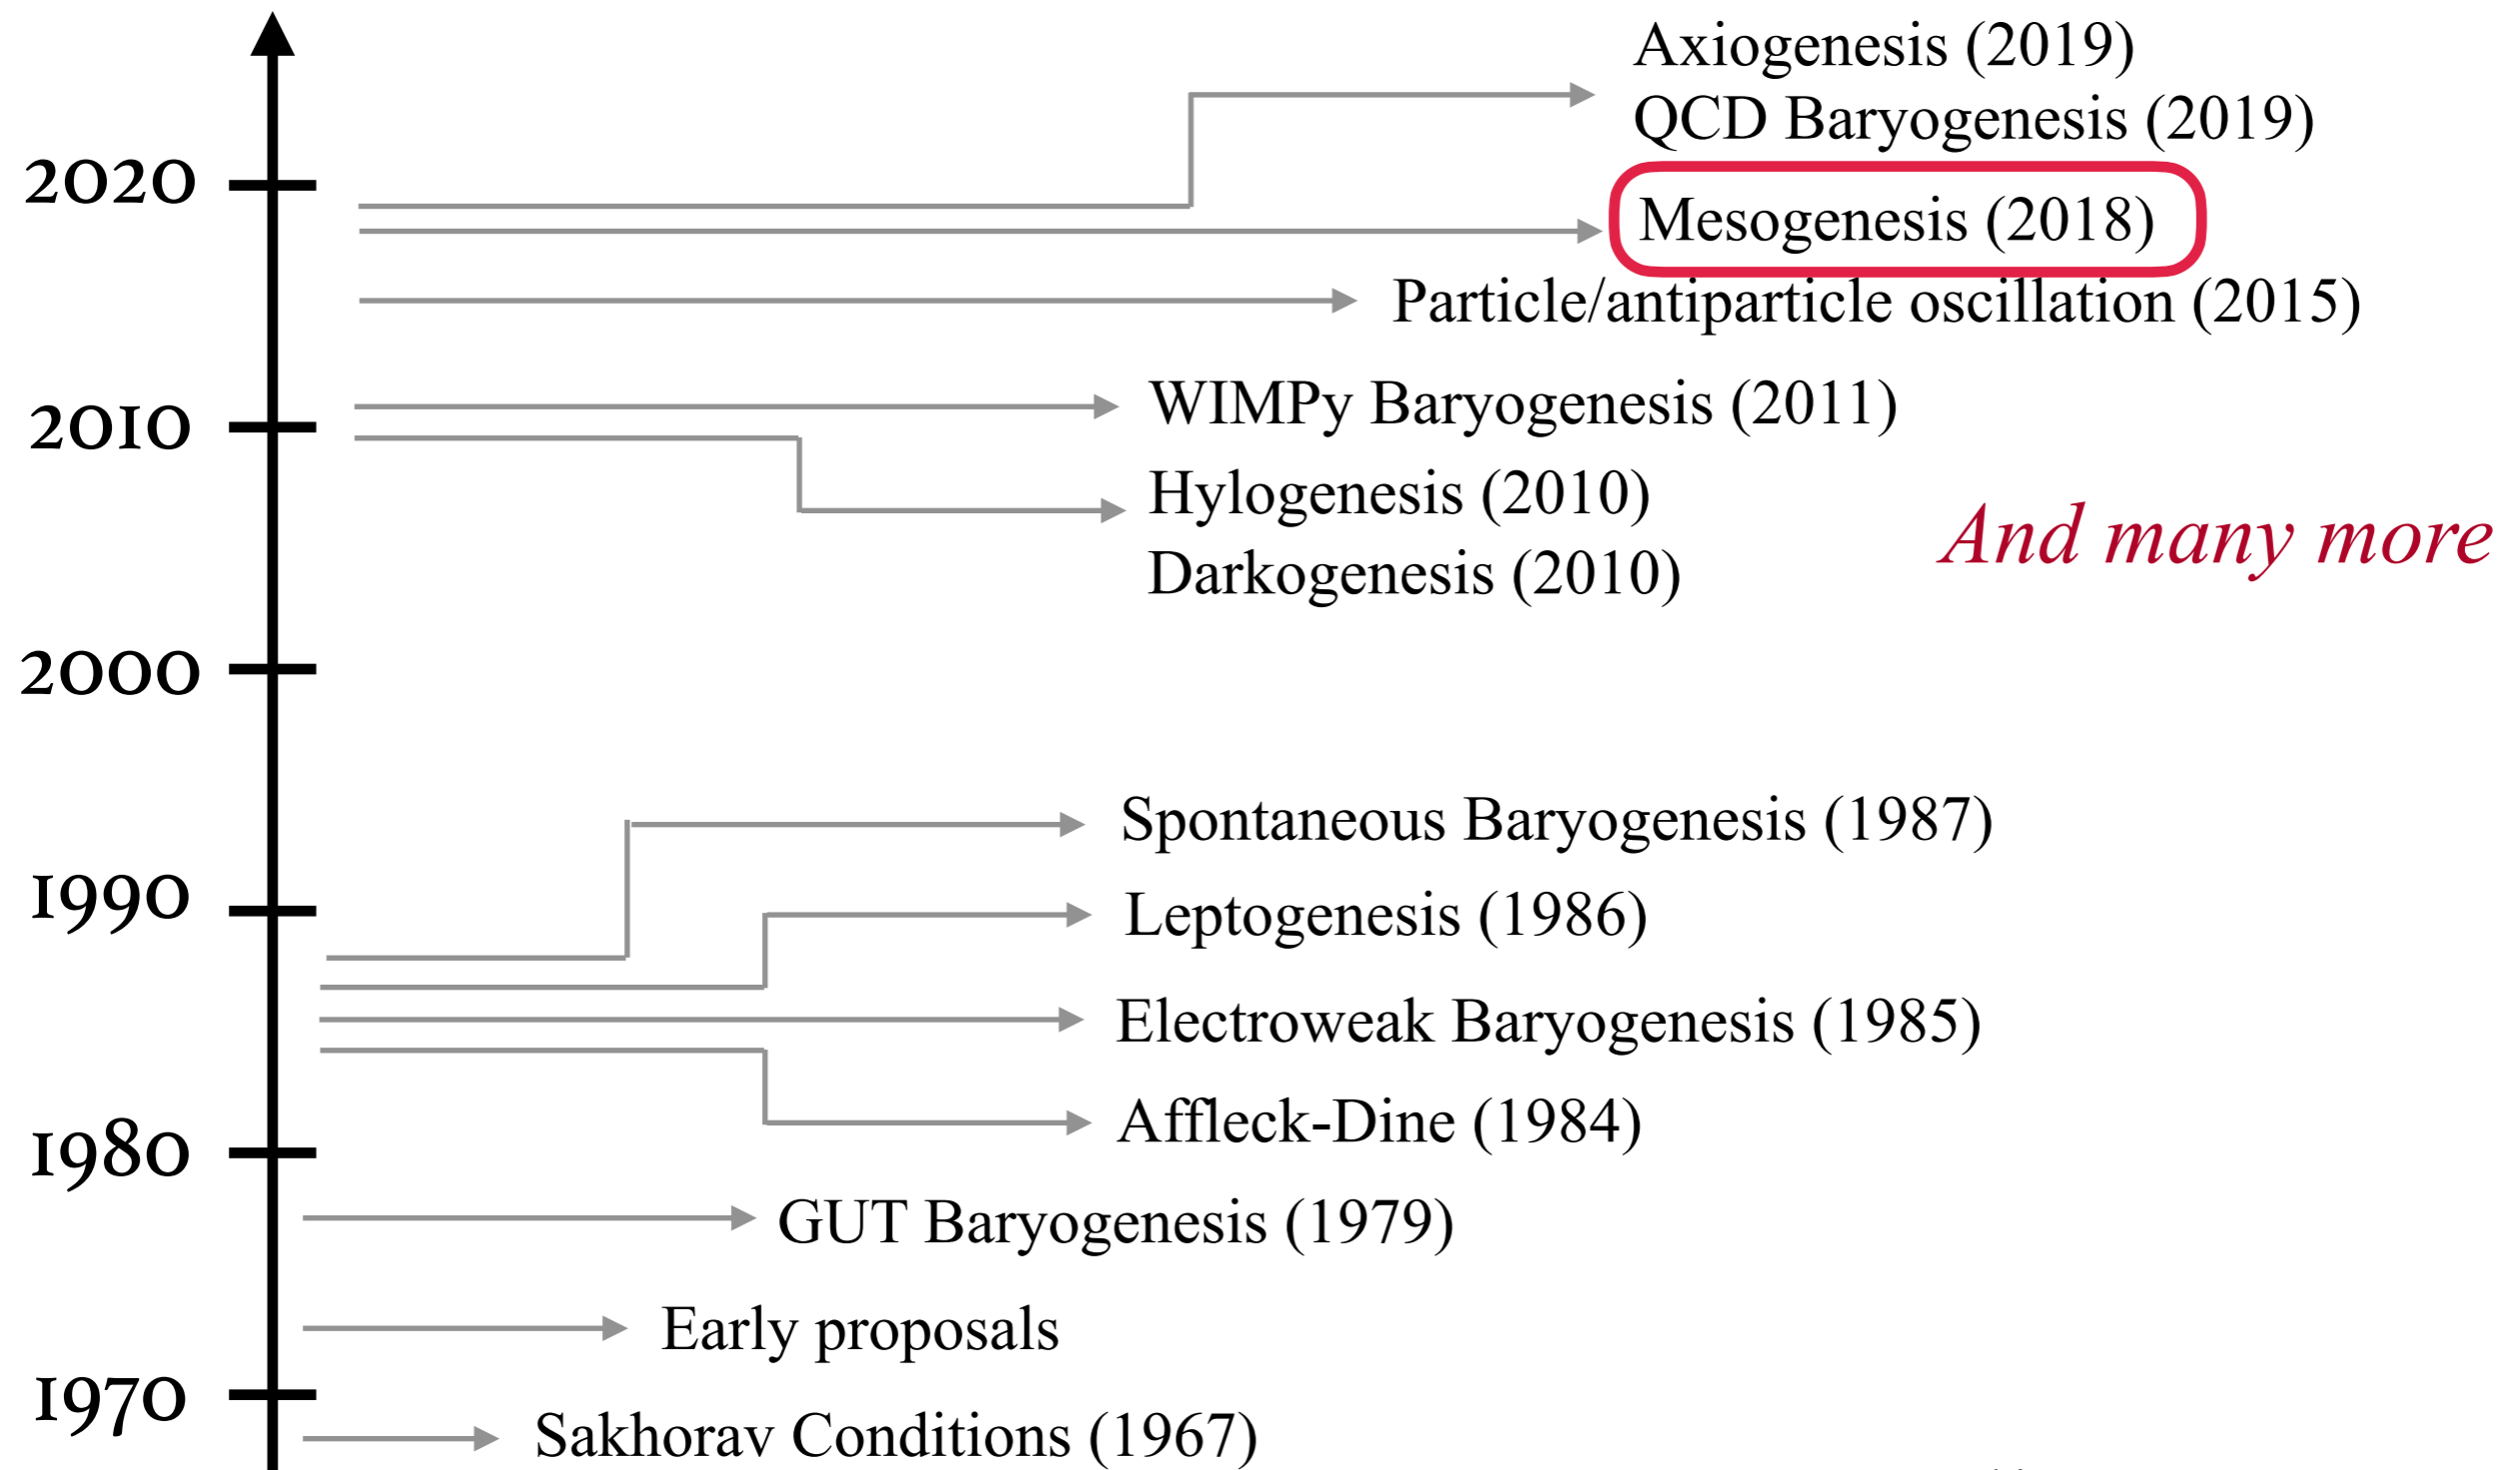 Axiogenesis (2019)
QCD Baryogenesis (2019)
2020
Mesogenesis (2018)
Particle/antiparticle oscillation (2015)
WIMPy Baryogenesis (2011)
2010
Hylogenesis (2010)
And many more
Darkogenesis (2010)
2000
Spontaneous Baryogenesis (1987)
1990
Leptogenesis (1986)
Electroweak Baryogenesis (1985)
Affleck-Dine (1984)
1980
GUT Baryogenesis (1979)
Early proposals
1970
Sakhorav Conditions (1967)